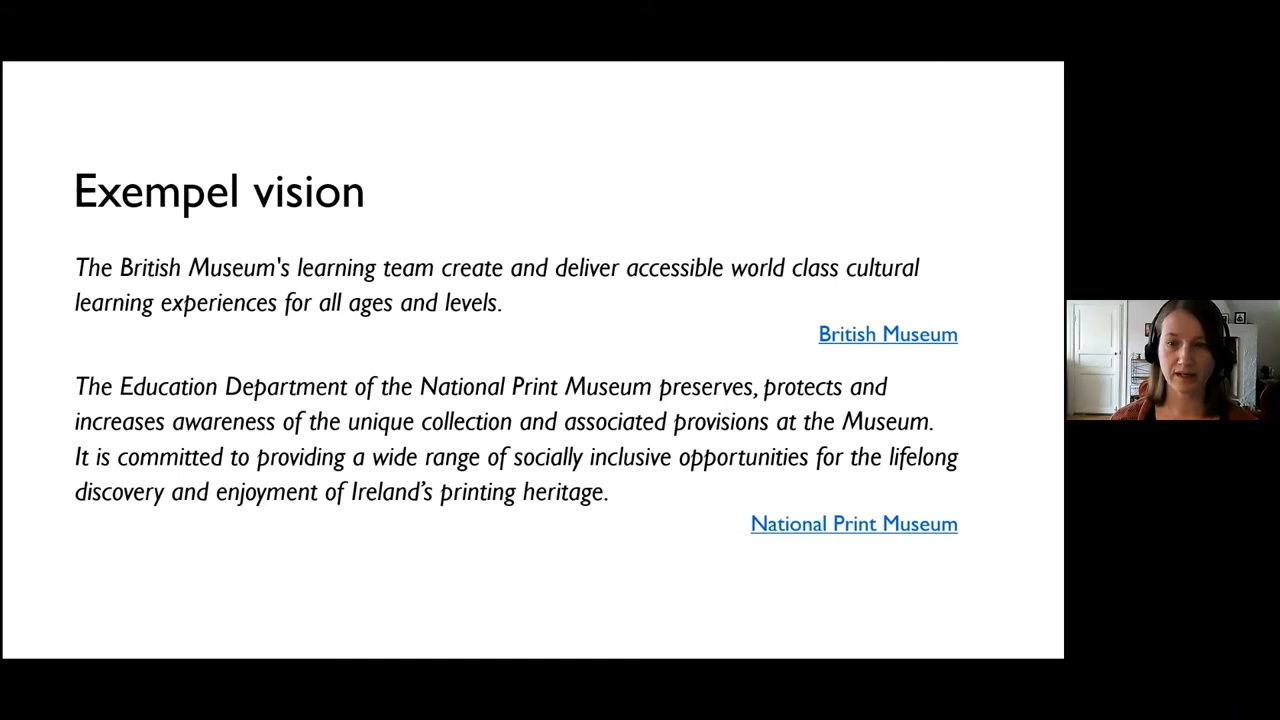 Exempel vision
The British Museum's learning team create and deliver accessible world class cultural
learning experiences for all ages and levels.
British Museum
The Education Department of the National Print Museum preserves, protects and
increases awareness of the unique collection and associated provisions at the Museum.
It is committed to providing a wide range of socially inclusive opportunities for the lifelong
discovery and enjoyment of Ireland’s printing heritage.
National Print Museum